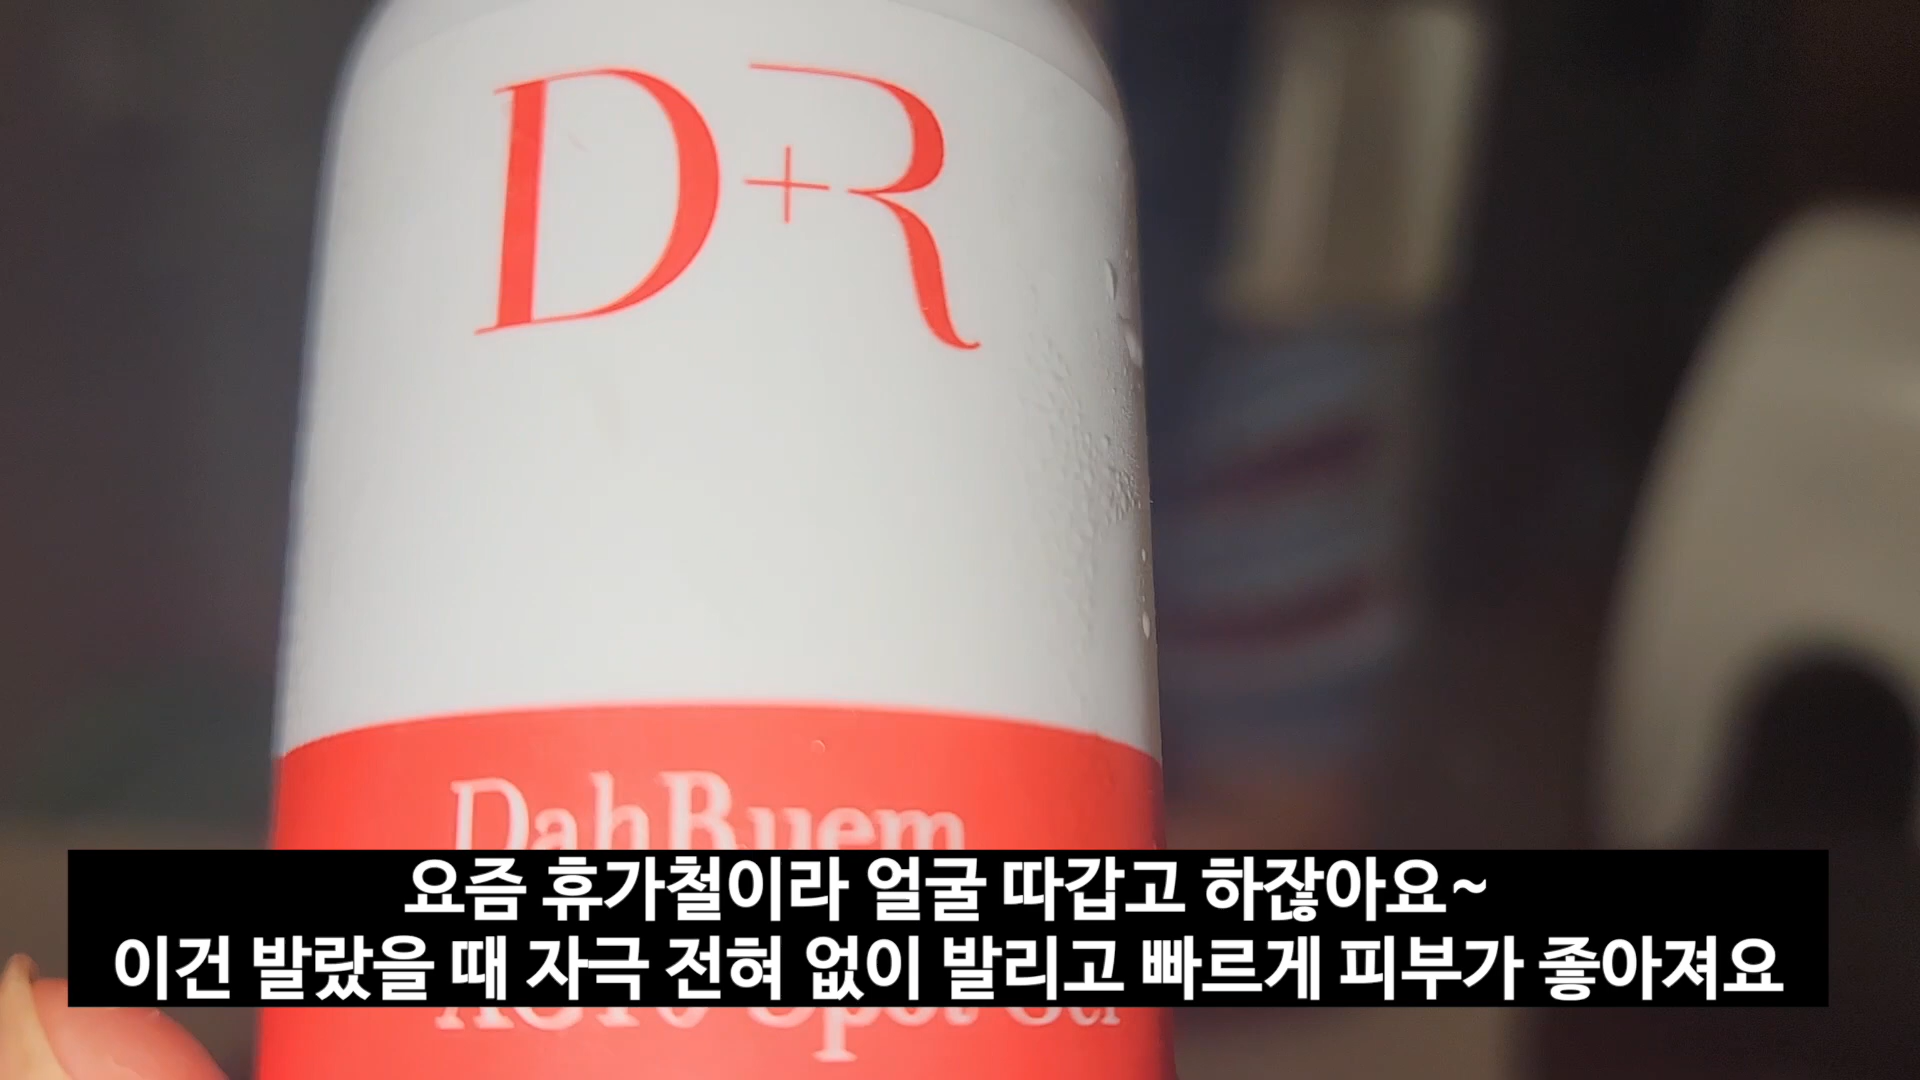 D+R
DahBuem
요즘 휴가철이라 얼굴 따갑고 하잖아요~
이건 발랐을 때 자극 전혀 없이 발리고 빠르게 피부가 좋아져요
Spot